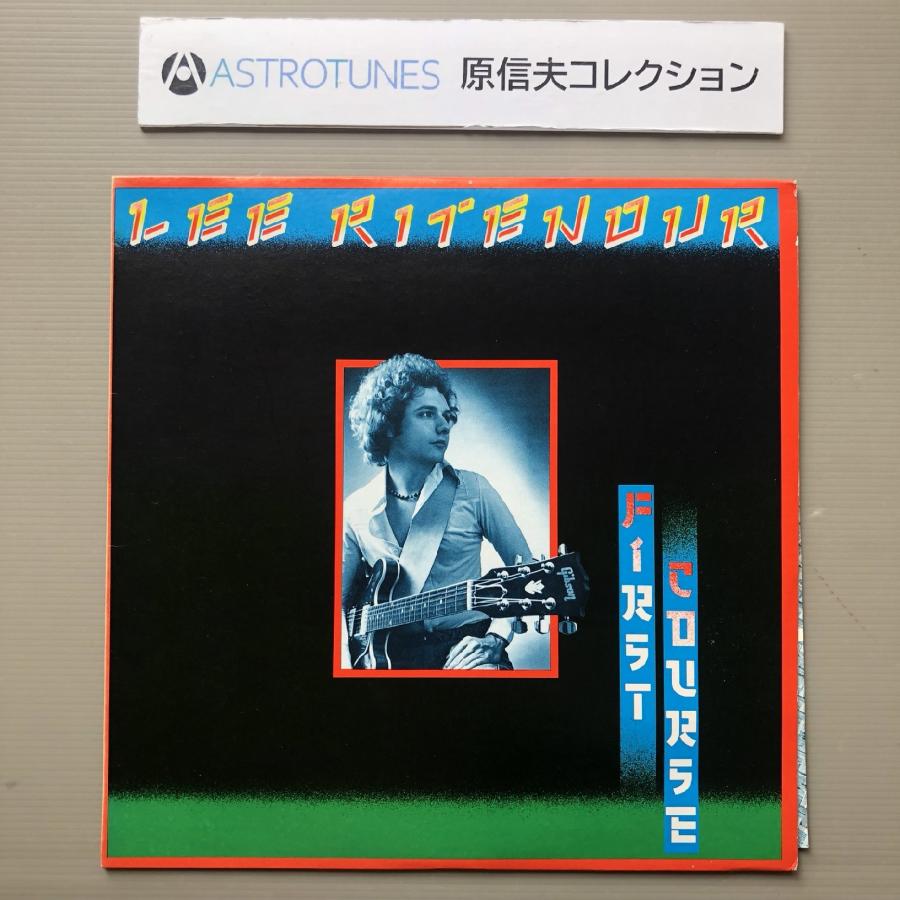 ASTROTUNES 原信夫コレクション
LEE RITENOUR
Gibson
FiRST
COURSE